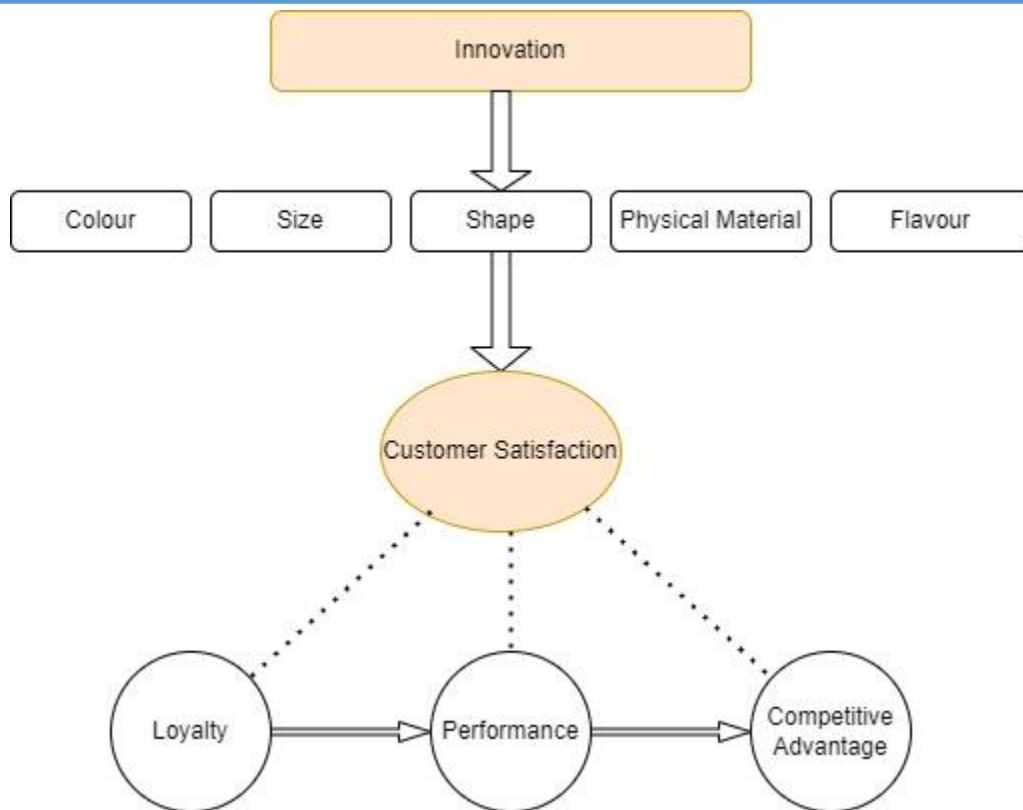 Innovation
Colour
Size
Shape
Physical Material
Flavour
Customer Satisfaction
Loyalty
Performance
Competitive
Advantage